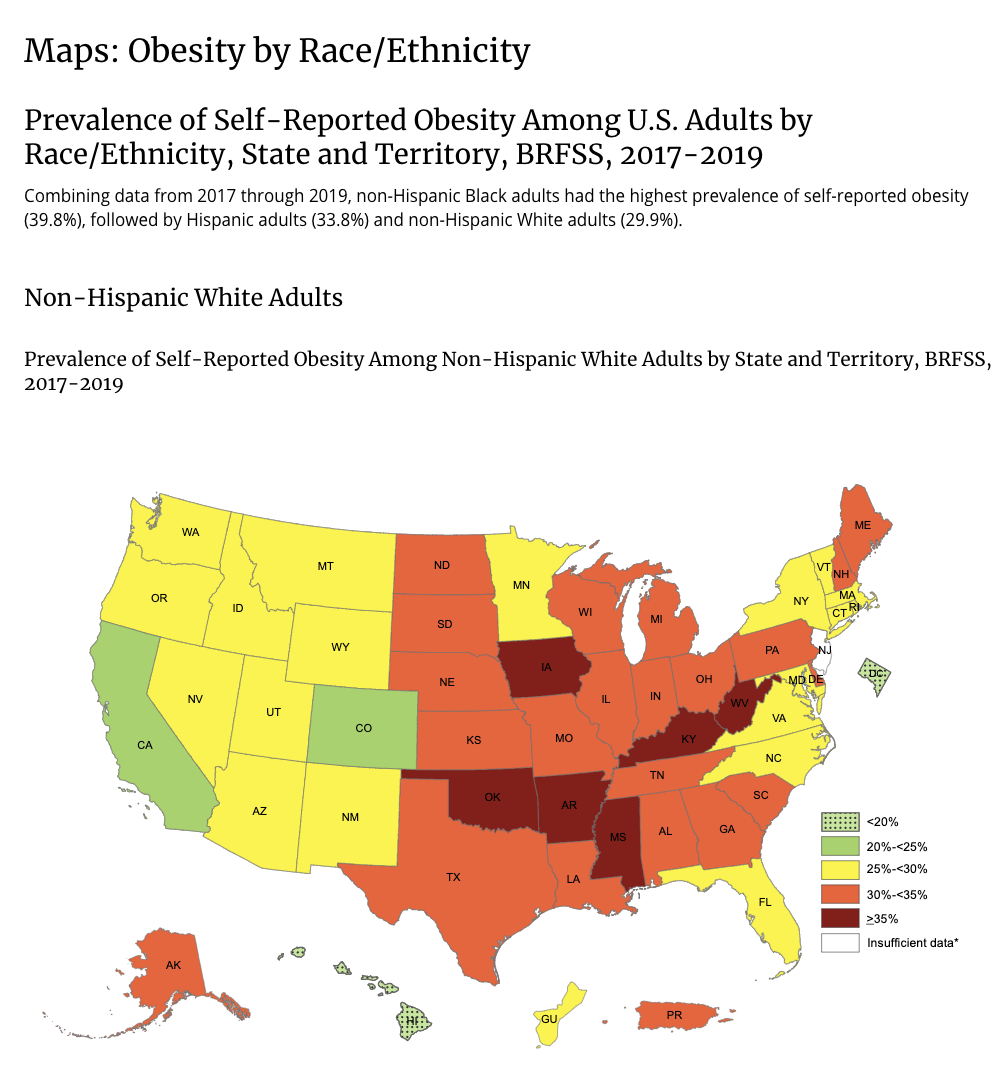 Maps: Obesity by Race/Ethnicity
Prevalence of Self-Reported Obesity Among U.S. Adults by
Race/Ethnicity, State and Territory, BRFSS, 2017-2019
Combining data from 2017 through 2019, non-Hispanic Black adults had the highest prevalence of self-reported obesity
(39.8%), followed by Hispanic adults (33.8%) and non-Hispanic White adults (29.9%).
Non-Hispanic White Adults
Prevalence of Self-Reported Obesity Among Non-Hispanic White Adults by State and Territory, BRFSS,
2017-2019
ME
WA
MT
ND
VT
NH
MN
OR
ID
MA
NY
RI
CT
WI
MI
SD
WY
PA
NJ
IA
DC
NE
OH
MD
DE
NV
UT
IL
IN
WV
VA
CO
CA
KS
MO
KY
NC
TN
OK
AR
SC
AZ
NM
MS
AL
GA
<20%
20%-<25%
25%-<30%
TX
LA
30%-<35%
FL
≥35%
Insufficient data*
AK
HI
GU
PR